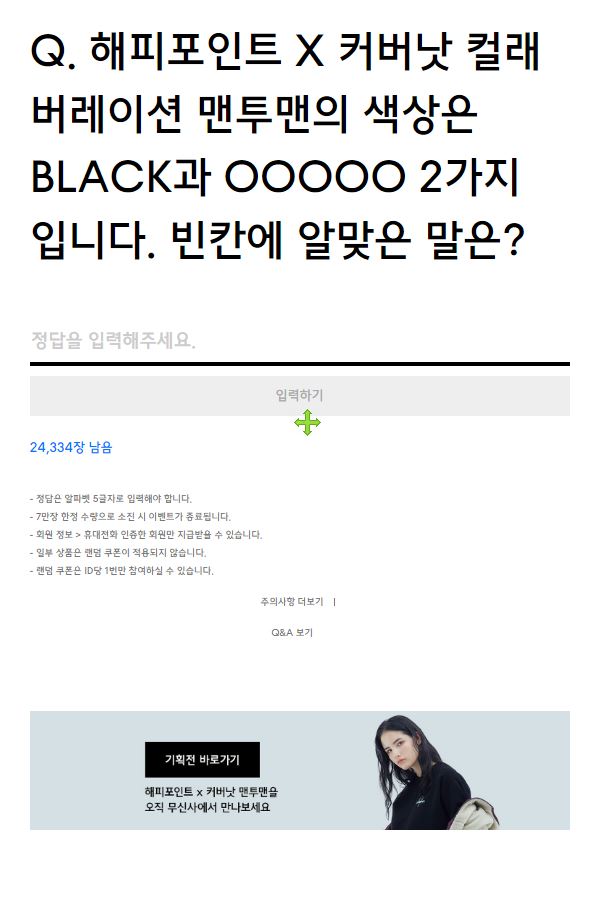 Q. 해피포인트 X 커버낫 컬래
버레이션 맨투맨의 색상은
BLACK과 OOOOO 2가지
입니다. 빈칸에 알맞은 말은?
정답을 입력해주세요.
입력하기
24,334장 남음
- 정답은 알파벳 5글자로 입력해야 합니다.
- 7만장 한정 수량으로 소진 시 이벤트가 종료됩니다.
- 회원 정보 > 휴대전화 인증한 회원만 지급받을 수 있습니다.
- 일부 상품은 랜덤 쿠폰이 적용되지 않습니다.
- 랜덤 쿠폰은 ID당 1번만 참여하실 수 있습니다.
주의사항 더보기 |
Q&A 보기
기획전 바로가기
해피포인트 x 커버낫 맨투맨을
오직 무신사에서 만나보세요